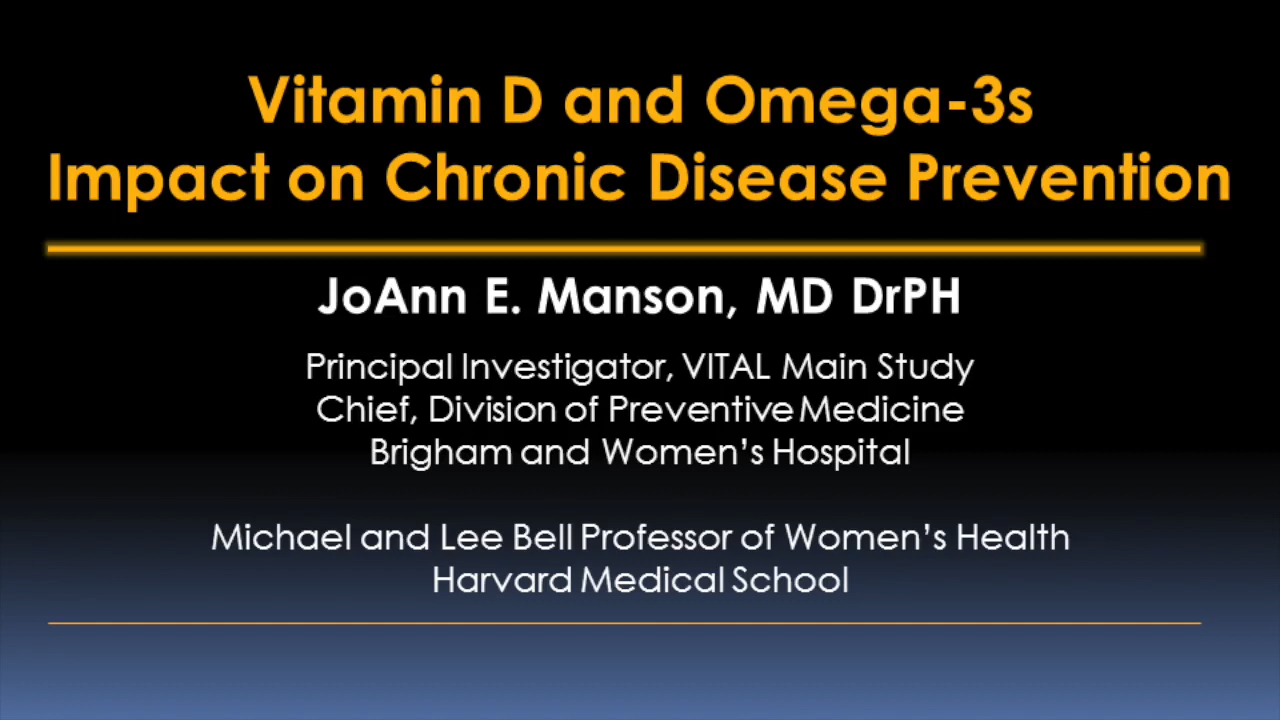 Vitamin D and Omega-3s
Impact on Chronic Disease Prevention
JoAnn E. Manson, MD DrPH
Principal Investigator, VITAL Main Study
Chief, Division of Preventive Medicine
Brigham and Women's Hospital
Michael and Lee Bell Professor of Women's Health
Harvard Medical School